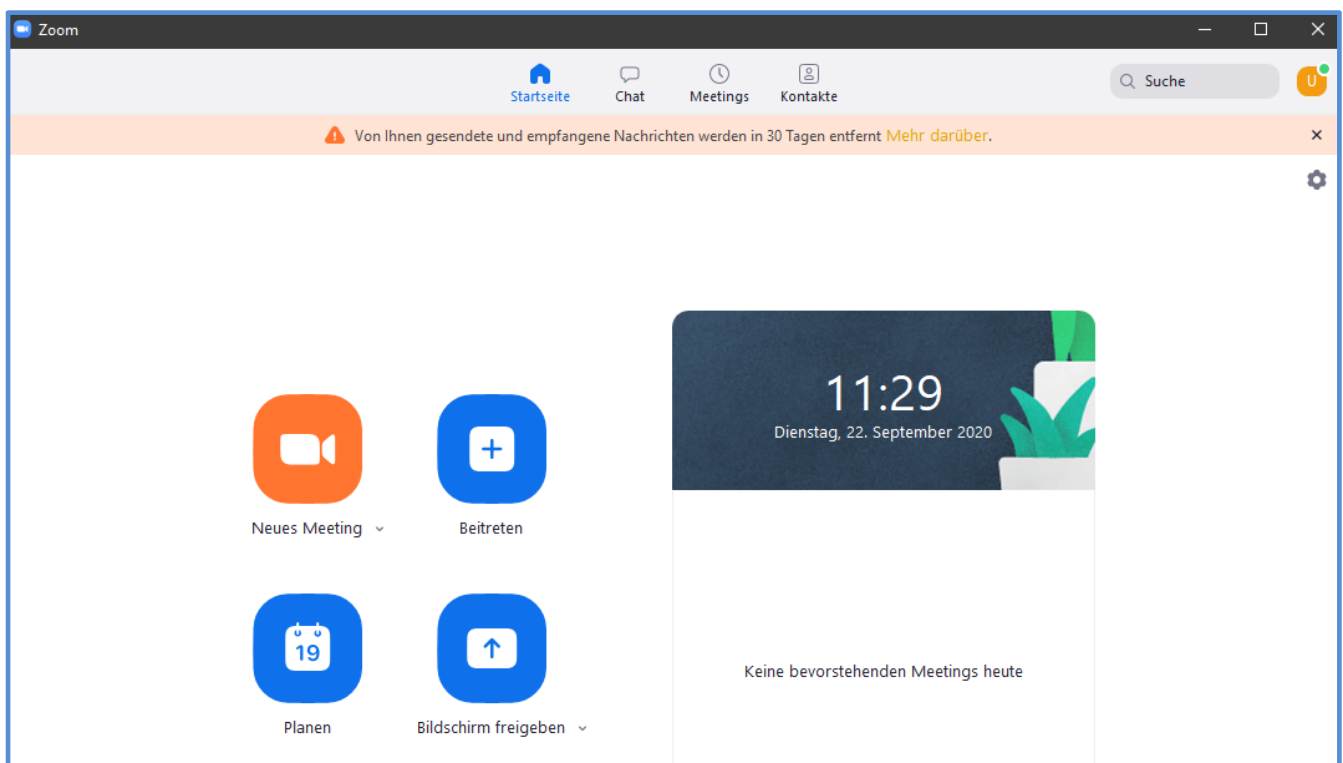 Zoom
Startseite Chat Meetings Kontakte Suche U
Von Ihnen gesendete und empfangene Nachrichten werden in 30 Tagen entfernt Mehr darüber.
11:29
Dienstag, 22. September 2020
Neues Meeting Beitreten
19
Planen Bildschirm freigeben
Keine bevorstehenden Meetings heute